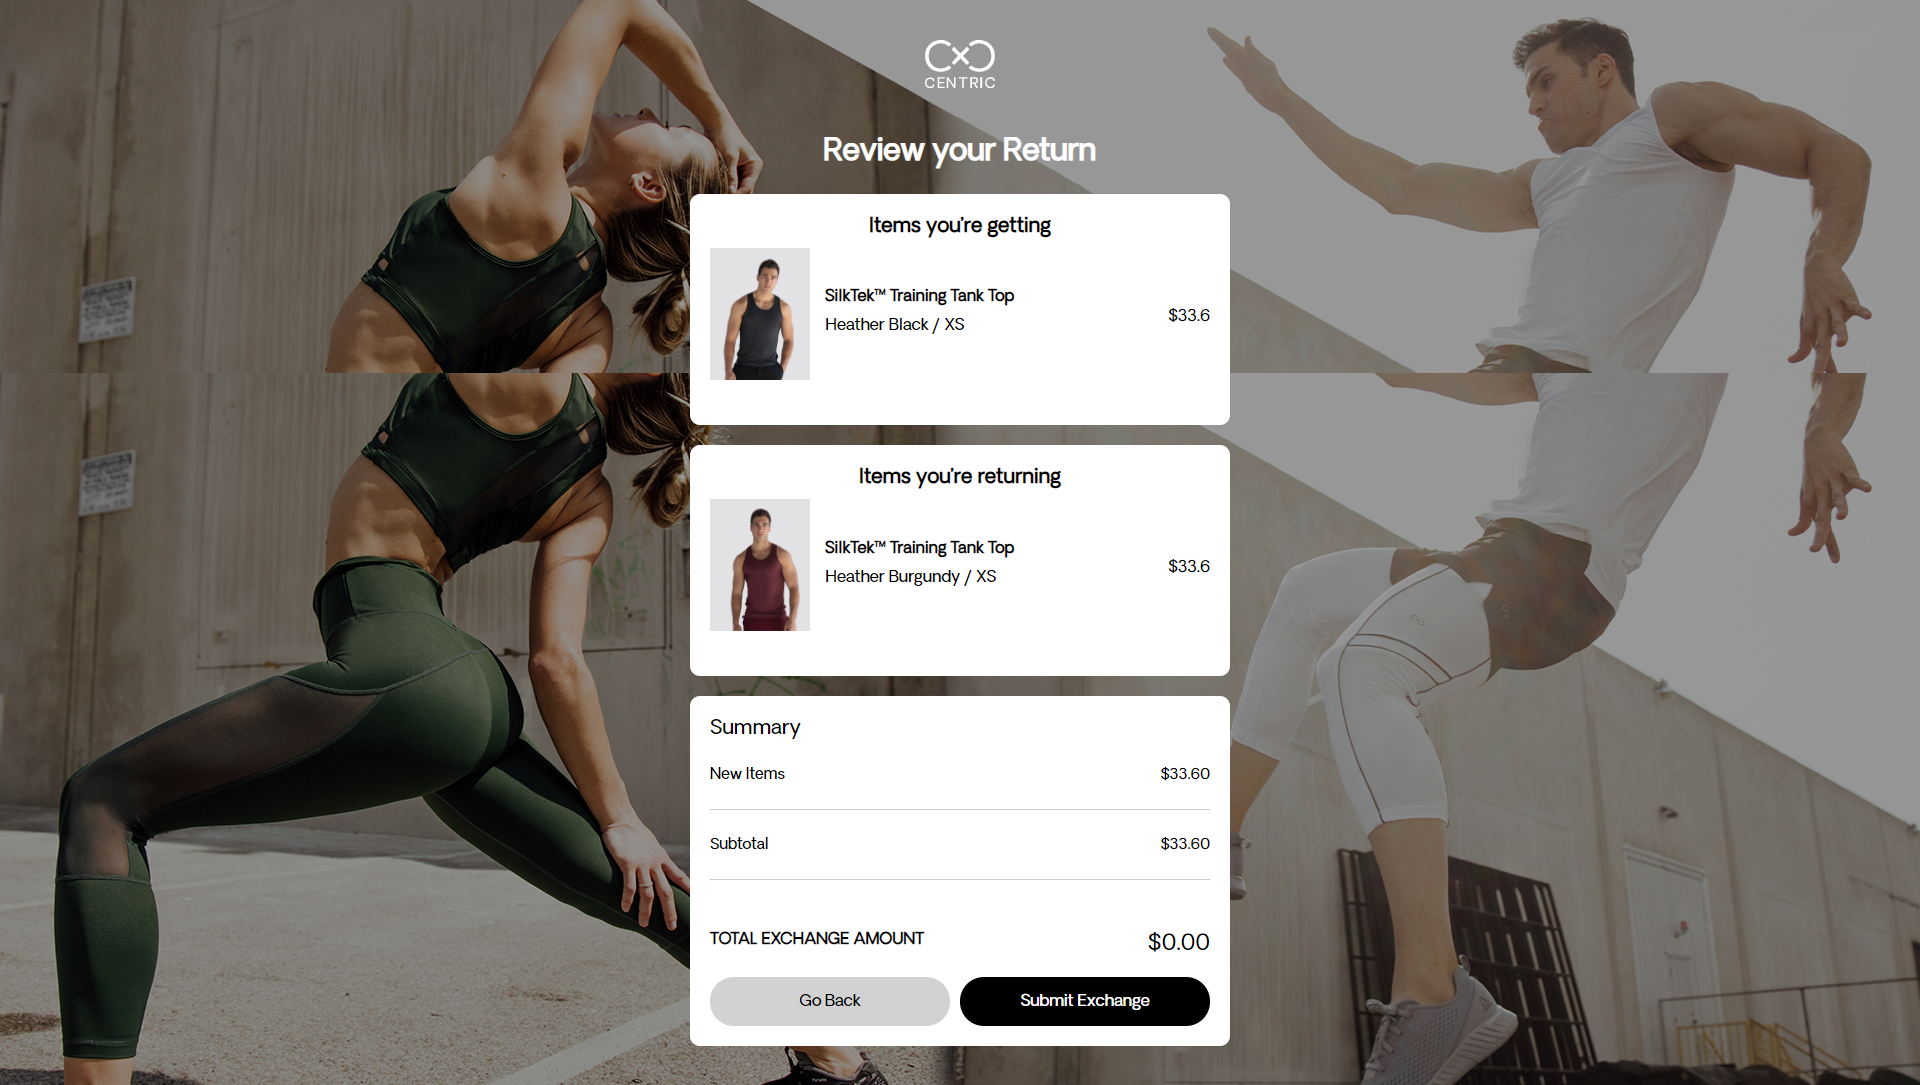 CENTRIC
Review your Return
Items you're getting
SilkTek™ Training Tank Top
Heather Black / XS
$33.6
Items you're returning
SilkTek™ Training Tank Top
Heather Burgundy / XS
$33.6
Summary
New Items $33.60
Subtotal $33.60
TOTAL EXCHANGE AMOUNT $0.00
Go Back Submit Exchange